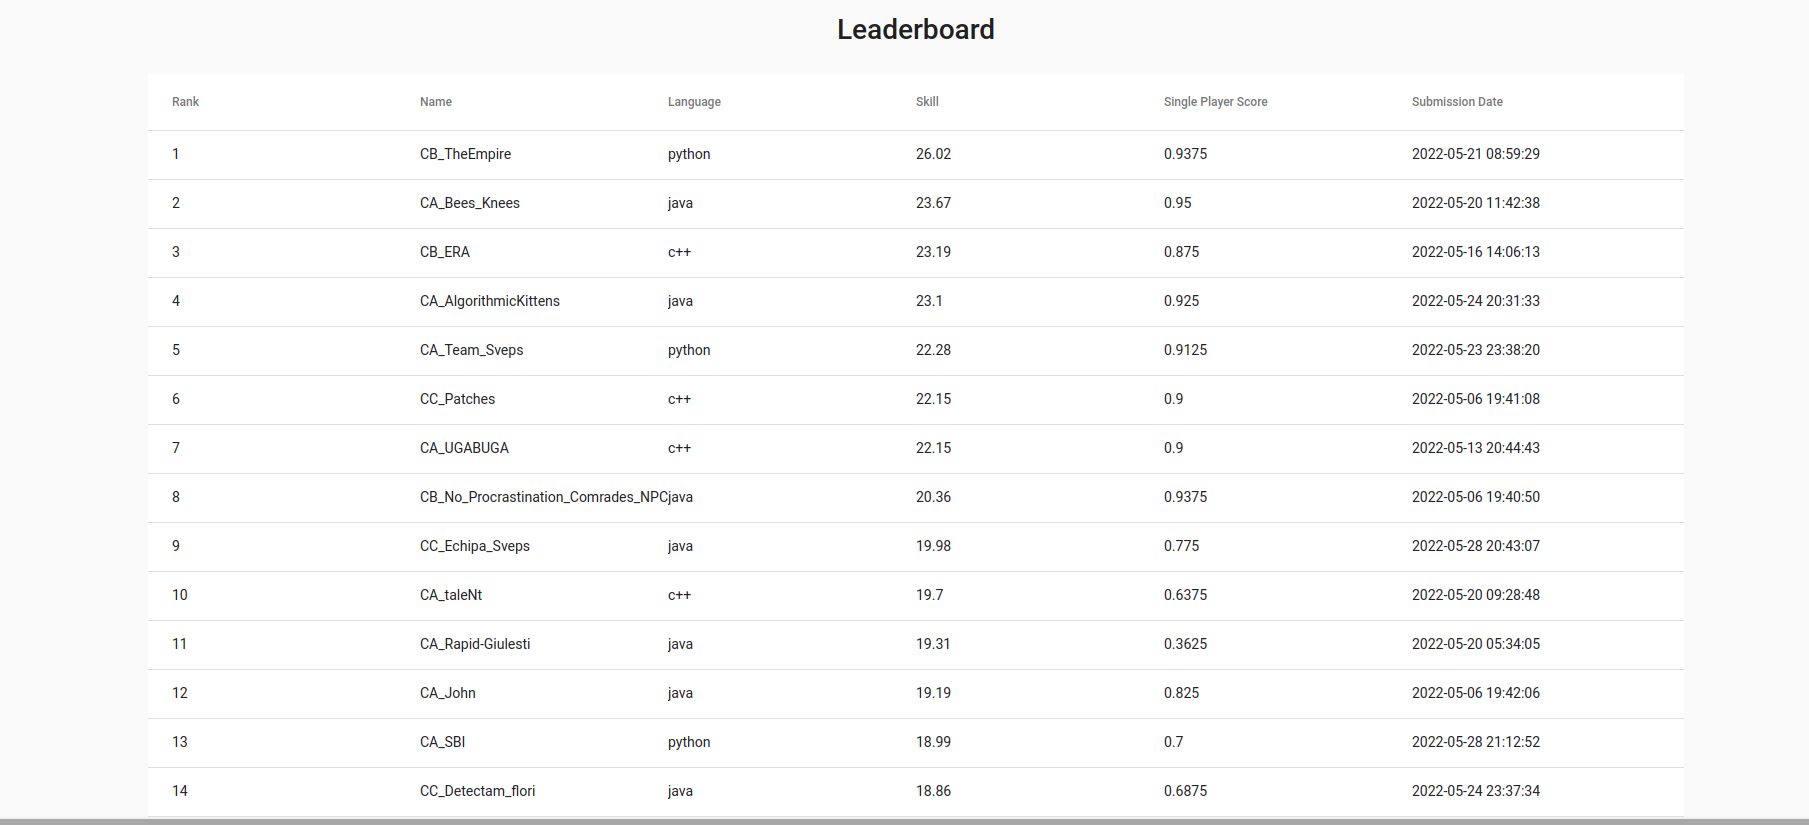 Leaderboard
Rank Name Language Skill Single Player Score Submission Date
1 CB_TheEmpire python 26.02 0.9375 2022-05-21 08:59:29
2 CA_Bees_Knees java 23.67 0.95 2022-05-20 11:42:38
3 CB_ERA c++ 23.19 0.875 2022-05-16 14:06:13
4 CA_AlgorithmicKittens java 23.1 0.925 2022-05-24 20:31:33
5 CA_Team_Sveps python 22.28 0.9125 2022-05-23 23:38:20
6 CC_Patches c++ 22.15 0.9 2022-05-06 19:41:08
7 CA_UGABUGA c++ 22.15 0.9 2022-05-13 20:44:43
8 CB_No_Procrastination_Comrades_NPC java 20.36 0.9375 2022-05-06 19:40:50
9 CC_Echipa_Sveps java 19.98 0.775 2022-05-28 20:43:07
10 CA_taleNt c++ 19.7 0.6375 2022-05-20 09:28:48
11 CA_Rapid-Giulesti java 19.31 0.3625 2022-05-20 05:34:05
12 CA_John java 19.19 0.825 2022-05-06 19:42:06
13 CA_SBI python 18.99 0.7 2022-05-28 21:12:52
14 CC_Detectam_flori java 18.86 0.6875 2022-05-24 23:37:34